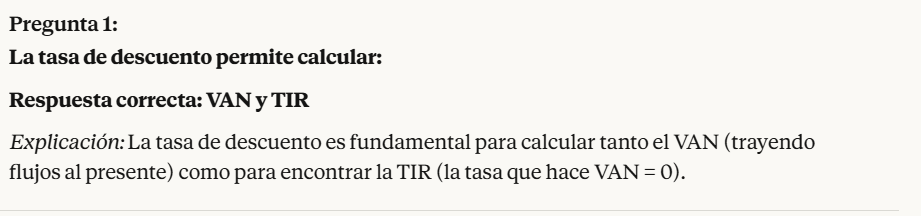 Pregunta 1:
La tasa de descuento permite calcular:
Respuesta correcta: VAN y TIR
Explicación: La tasa de descuento es fundamental para calcular tanto el VAN (trayendo
flujos al presente) como para encontrar la TIR (la tasa que hace VAN = 0).